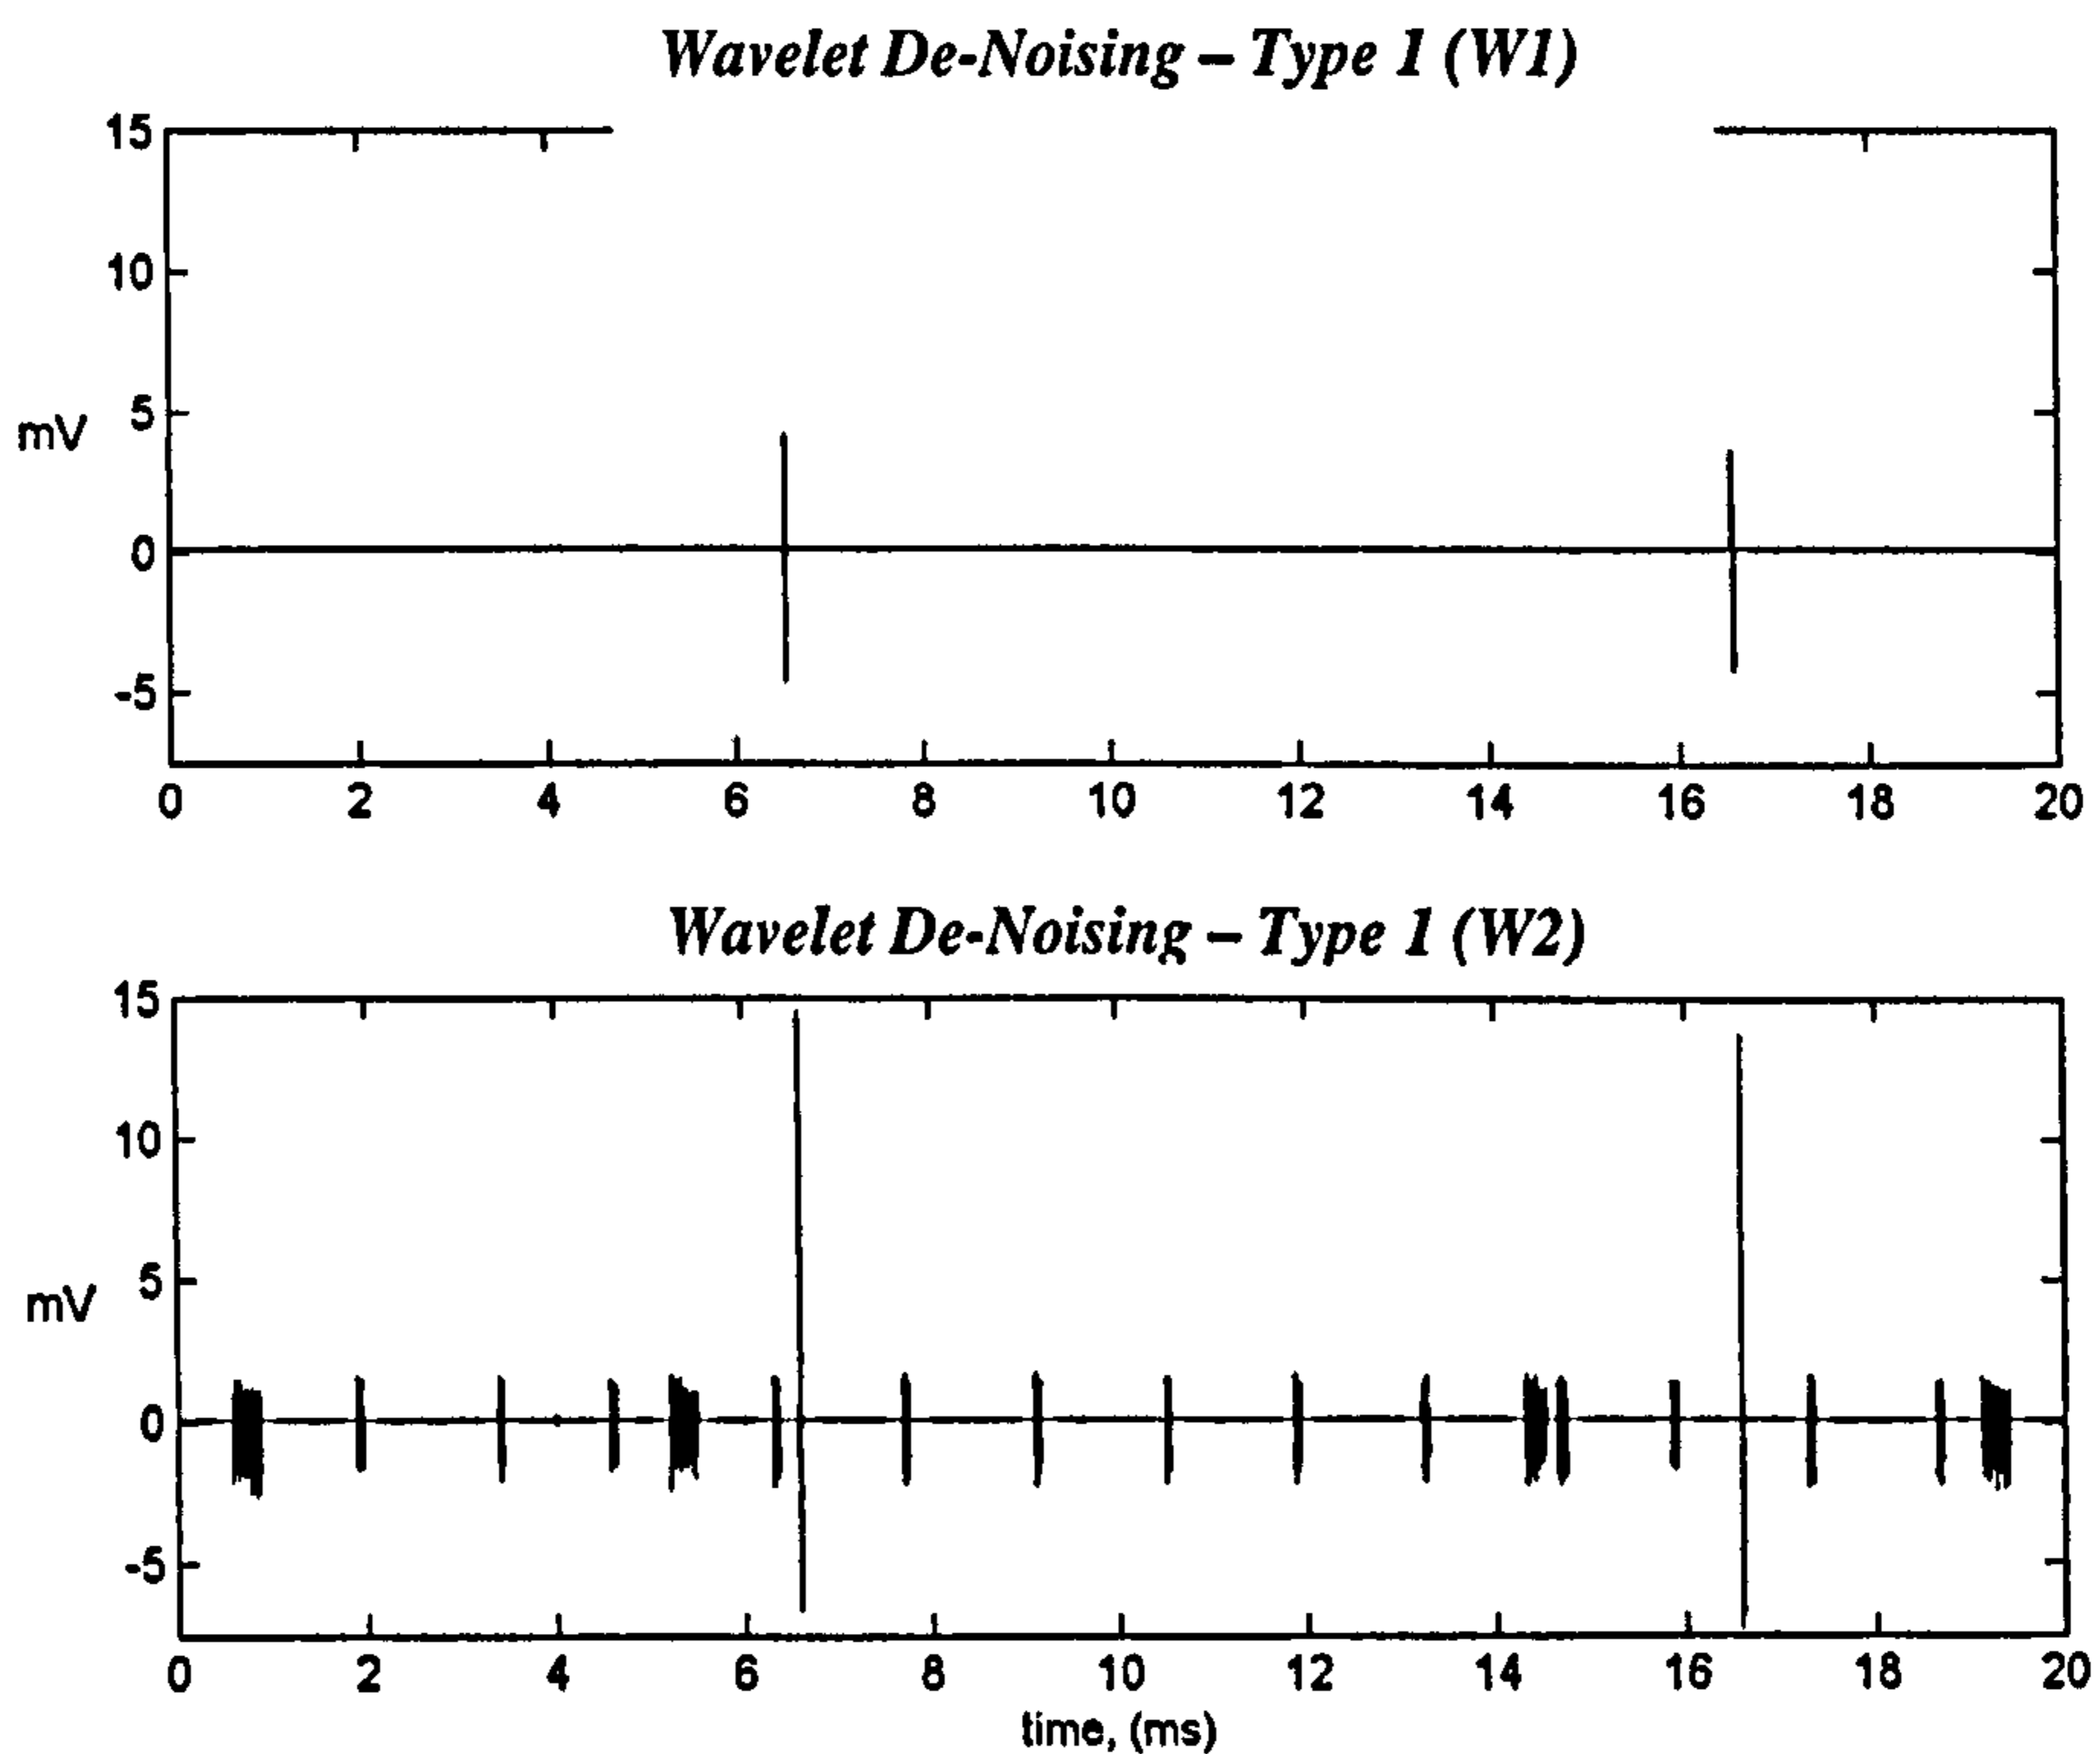 Wavelet De-Noising – Type 1 (W1)
15
10
5
mV
0
-5
0 2 4 6 8 10 12 14 16 18 20
Wavelet De-Noising – Type 1 (W2)
15
10
5
mV
0
-5
0 2 4 6 8 10 12 14 16 18 20
time, (ms)